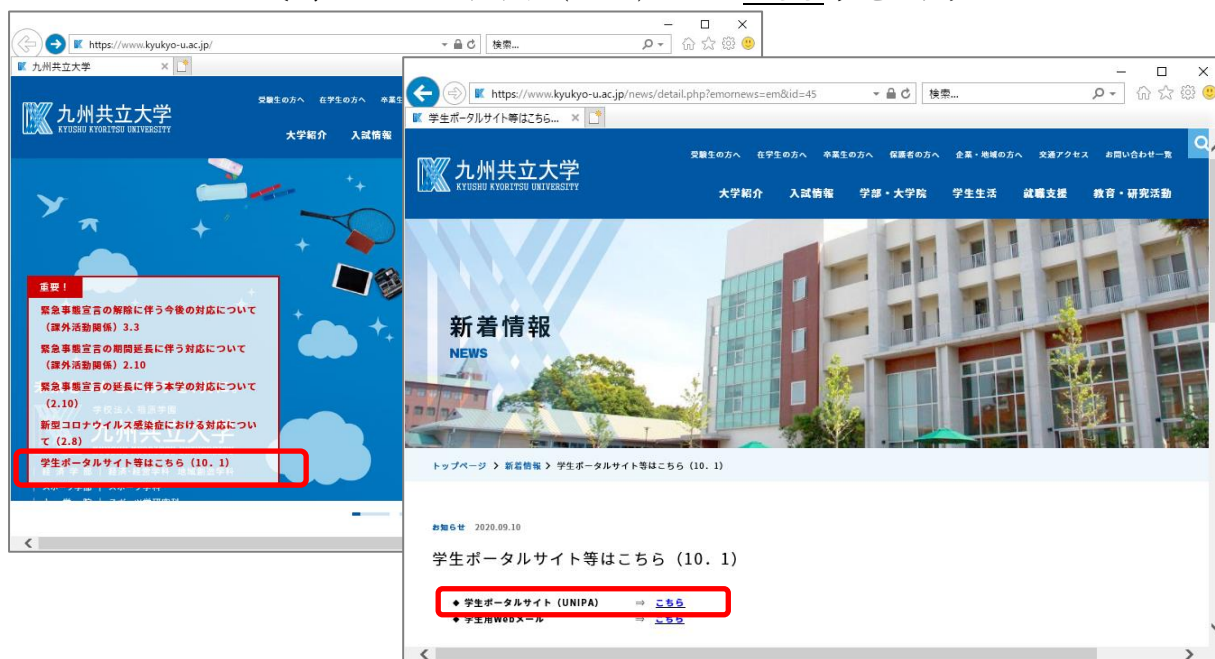 https://www.kyukyo-u.ac.jp/
検索...
九州共立大学
九州共立大学
KYUSHU KYORITSU UNIVERSITY
受験生の方へ 在学生の方へ
大学紹介 入試情報
重要！
緊急事態宣言の解除に伴う今後の対応について
（課外活動関係）3.3
緊急事態宣言の期間延長に伴う対応について
（課外活動関係）2.10
緊急事態宣言の延長に伴う本学の対応について
（2.10）
新型コロナウイルス感染症における対応につい
て（2.8）
学生ポータルサイト等はこちら（10．1）
https://www.kyukyo-u.ac.jp/news/detail.php?emornews=em&id=45
検索...
学生ポータルサイト等はこちら...
九州共立大学
KYUSHU KYORITSU UNIVERSITY
受験生の方へ 在学生の方へ 卒業生の方へ 保護者の方へ 企業・地域の方へ 交通アクセス お問い合わせ一覧
大学紹介 入試情報 学部・大学院 学生生活 就職支援 教育・研究活動
新着情報
NEWS
トップページ > 新着情報 > 学生ポータルサイト等はこちら（10．1）
お知らせ 2020.09.10
学生ポータルサイト等はこちら（10．1）
◆ 学生ポータルサイト（UNIPA） ⇒ こちら
◆ 学生用Webメール ⇒ こちら